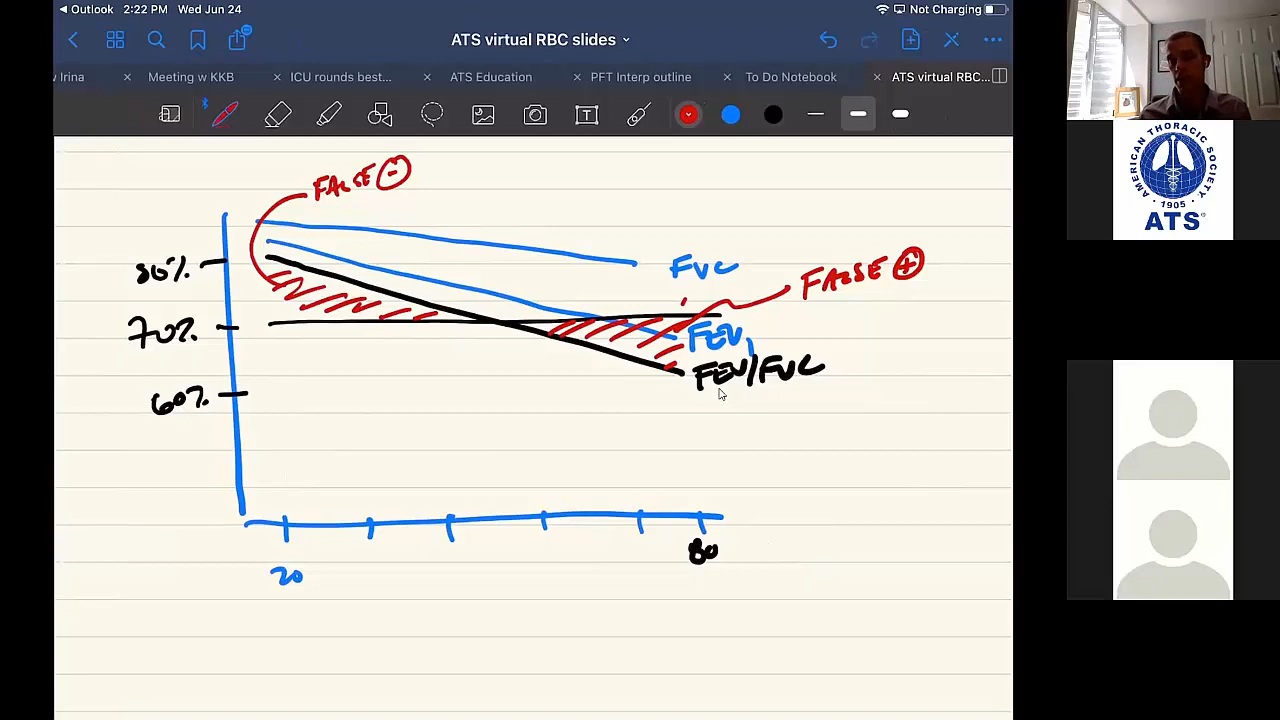 Outlook 2:22 PM Wed Jun 24
Not Charging
ATS virtual RBC slides
w Irina
Meeting w KKB
ICU rounds bes...
ATS Education
PFT Interp outline
To Do Notebook
ATS virtual RBC...
FALSE -
80%
FVC
FALSE +
70%
FEV1
FEV/FVC
60%
20
80
AMERICAN THORACIC SOCIETY
1905
ATS